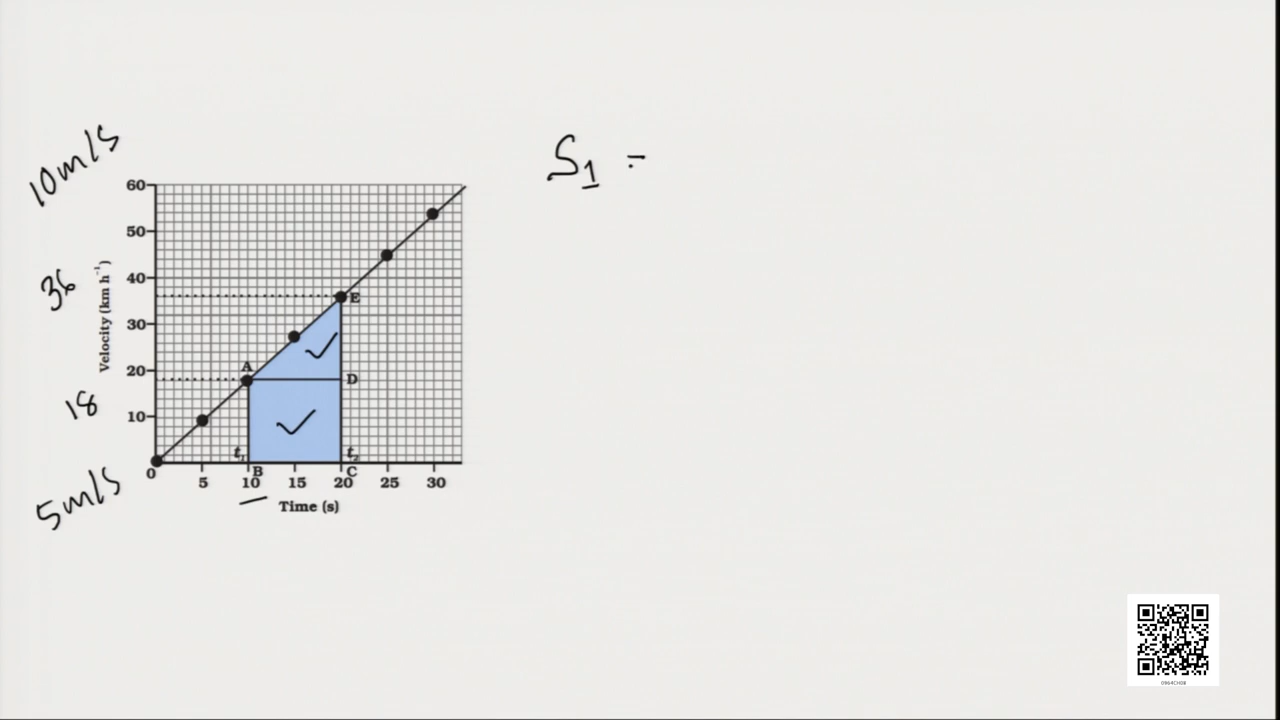 10m/s
S1 =
60
50
40
36
E
30
Velocity (km h⁻¹)
A
20
D
18
10
t₁
t₂
0
B
C
5 10 15 20 25 30
5m/s
Time (s)
0964CH08